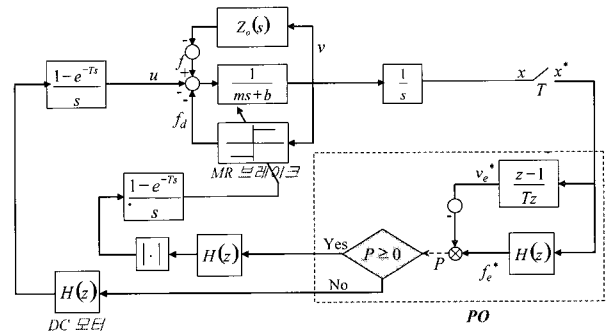 Z_o(s)
-
f
v
1-e^{-Ts}
s
u
+
-
-
1
ms+b
1
s
x
x*
T
f_d
MR 브레이크
1-e^{-Ts}
s
v_e*
z-1
Tz
-
|·|
H(z)
Yes
P≥0
P
H(z)
f_e*
No
H(z)
DC 모터
PO